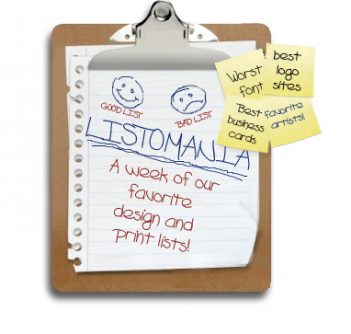 GOOD LIST
BAD LIST
LISTOMANIA
A week of our
favorite
design and
print lists!
Worst
font
best
logo
sites
Best
business
cards
favorite
artists!